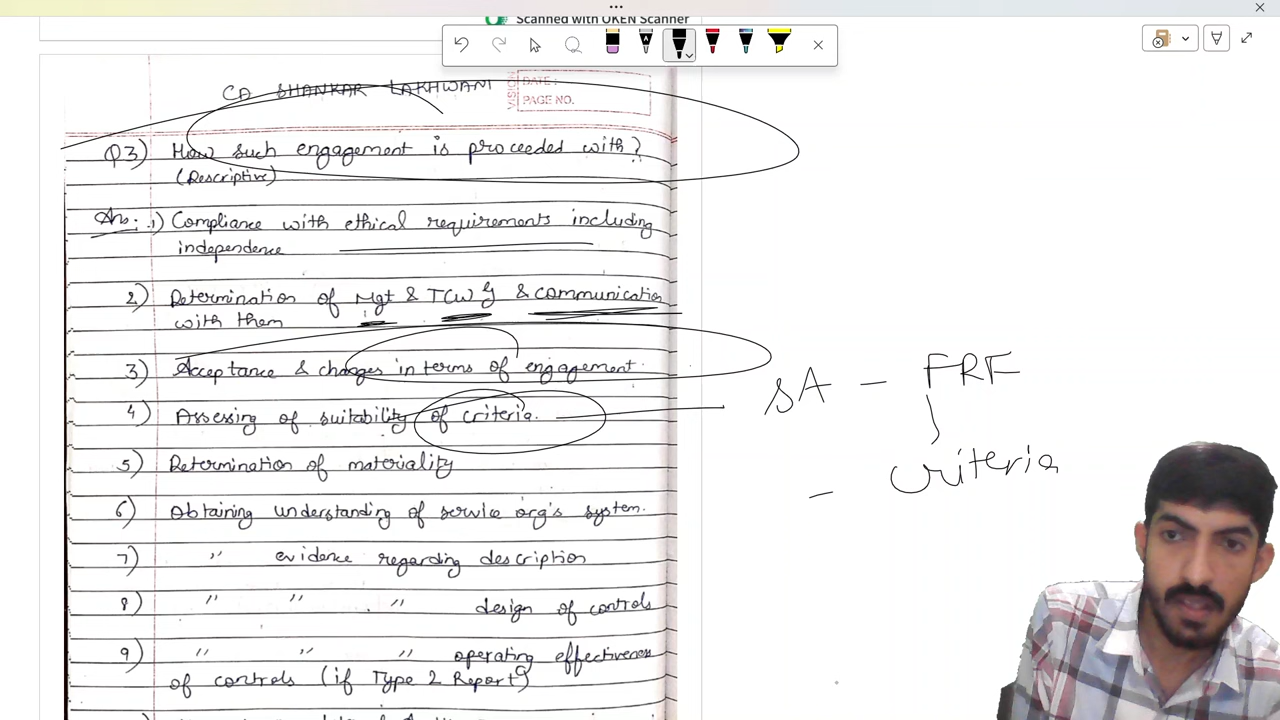 Scanned with OKEN Scanner
CA SHANKAR LAKHWANI
VISION
DATE:
PAGE NO.
Q3) How such engagement is proceeded with?
(Descriptive)
Ans: 1) Compliance with ethical requirements including
independence
2) Determination of Mgt & TCWG & communication
with them
3) Acceptance & changes in terms of engagement.
4) Assessing of suitability of criteria.
5) Determination of materiality
6) Obtaining understanding of service org's system.
7) " evidence regarding description
8) " " " design of controls
9) " " " operating effectiveness
of controls (if Type 2 Report)
SA - FRF
- criteria